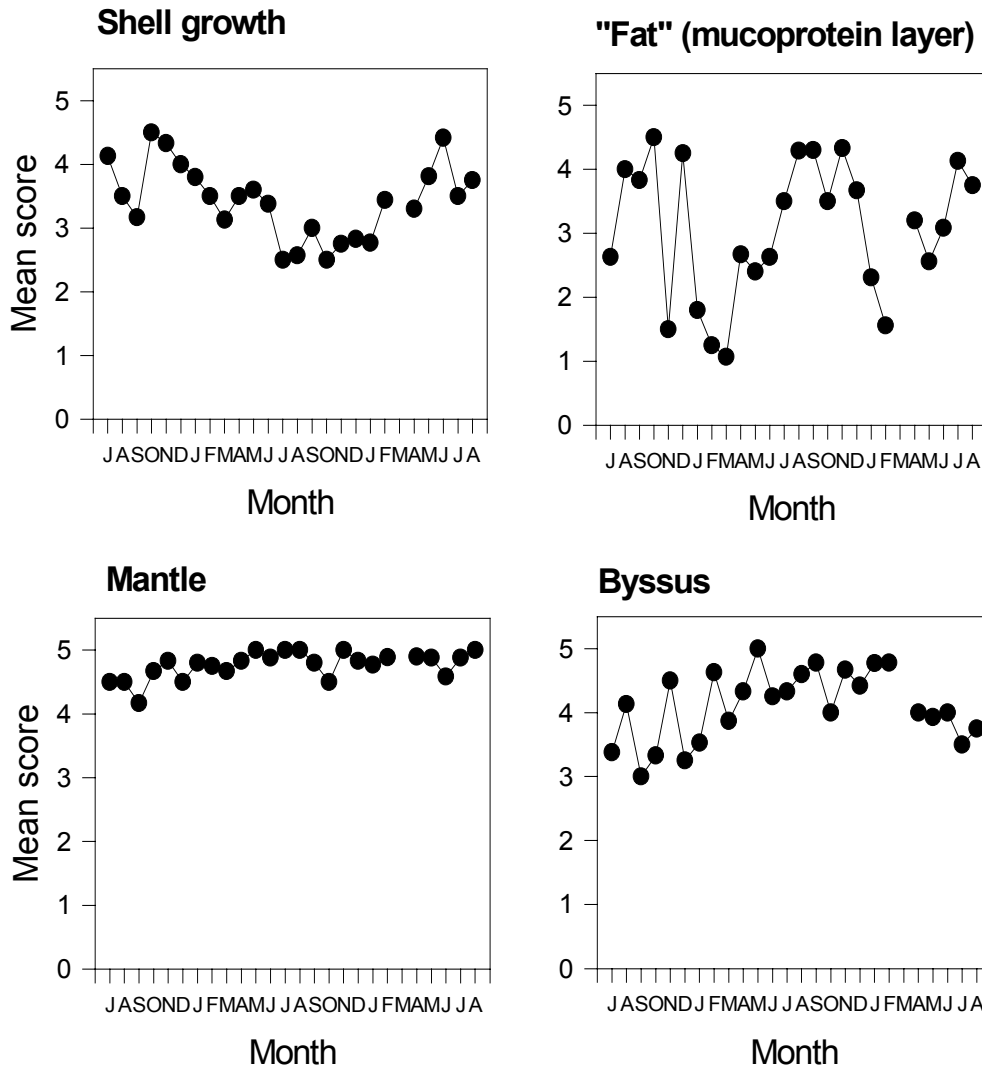 Shell growth
5
4
3
2
1
0
Mean score
J A S O N D J F M A M J J A S O N D J F M A M J J A
Month
"Fat" (mucoprotein layer)
5
4
3
2
1
0
J A S O N D J F M A M J J A S O N D J F M A M J J A
Month
Mantle
5
4
3
2
1
0
Mean score
J A S O N D J F M A M J J A S O N D J F M A M J J A
Month
Byssus
5
4
3
2
1
0
J A S O N D J F M A M J J A S O N D J F M A M J J A
Month